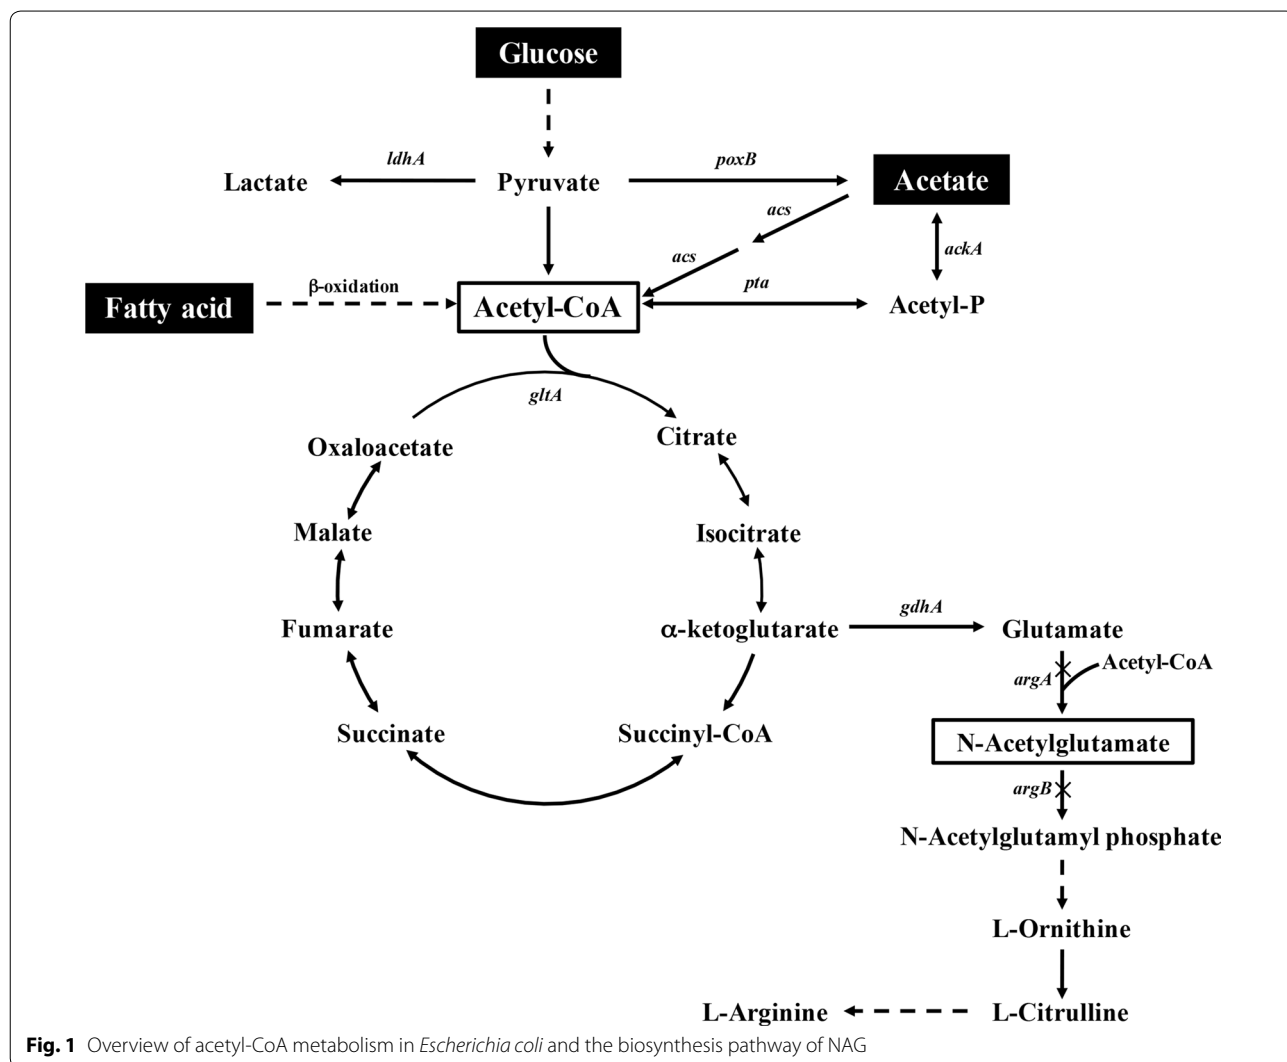 Glucose
ldhA
poxB
Lactate
Pyruvate
Acetate
acs
acs
ackA
β-oxidation
pta
Fatty acid
Acetyl-CoA
Acetyl-P
gltA
Oxaloacetate
Citrate
Malate
Isocitrate
gdhA
Fumarate
α-ketoglutarate
Glutamate
Acetyl-CoA
argA
Succinate
Succinyl-CoA
N-Acetylglutamate
argB
N-Acetylglutamyl phosphate
L-Ornithine
L-Arginine
L-Citrulline
Fig. 1 Overview of acetyl-CoA metabolism in Escherichia coli and the biosynthesis pathway of NAG